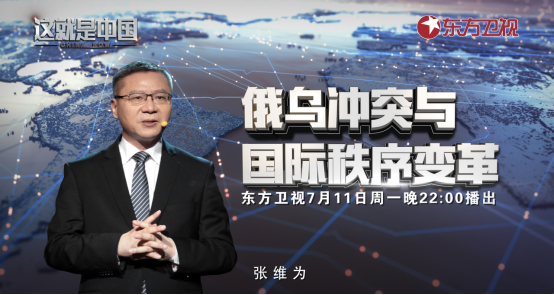 这就是中国
东方卫视
俄乌冲突与
国际秩序变革
东方卫视7月11日周一晚22:00播出
张维为